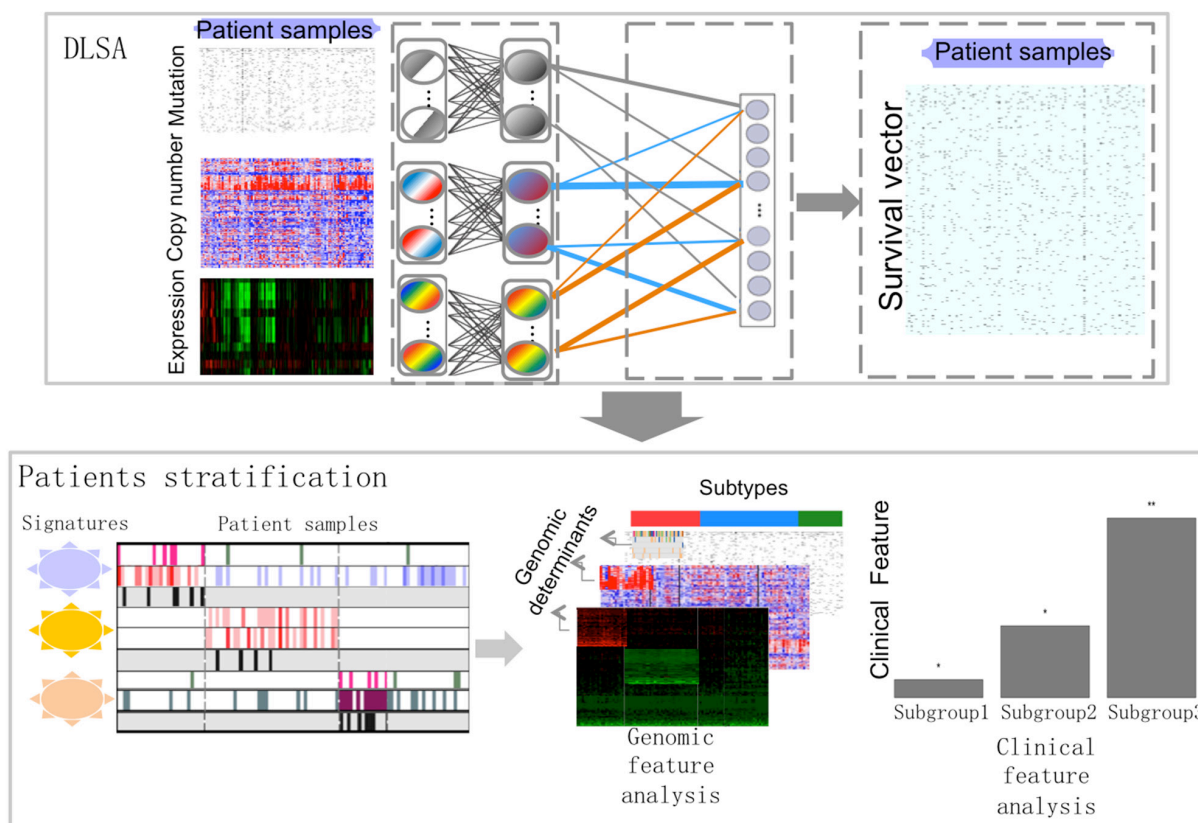 DLSA
Patient samples
Mutation
Copy number
Expression
Patient samples
Survival vector
Patients stratification
Signatures
Patient samples
Subtypes
Genomic
determinants
Genomic
feature
analysis
Clinical Feature
*
*
**
Subgroup1
Subgroup2
Subgroup3
Clinical
feature
analysis